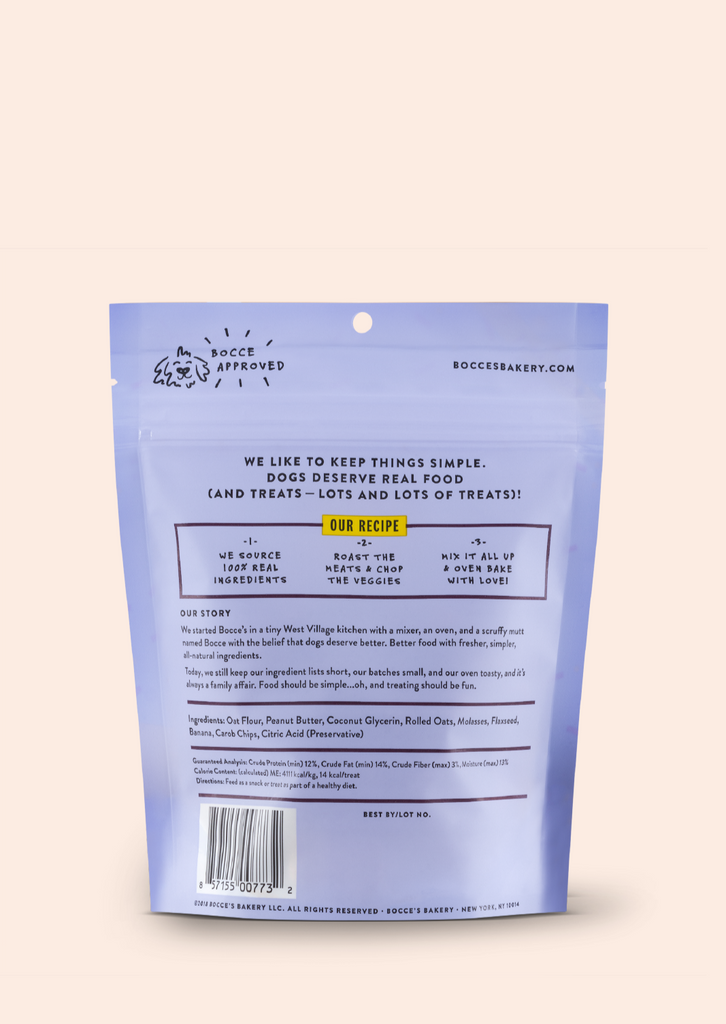 BOCCE
APPROVED
BOCCESBAKERY.COM
WE LIKE TO KEEP THINGS SIMPLE.
DOGS DESERVE REAL FOOD
(AND TREATS — LOTS AND LOTS OF TREATS)!
OUR RECIPE
-1-
WE SOURCE
100% REAL
INGREDIENTS
-2-
ROAST THE
MEATS & CHOP
THE VEGGIES
-3-
MIX IT ALL UP
& OVEN BAKE
WITH LOVE!
OUR STORY
We started Bocce's in a tiny West Village kitchen with a mixer, an oven, and a scruffy mutt
named Bocce with the belief that dogs deserve better. Better food with fresher, simpler,
all-natural ingredients.
Today, we still keep our ingredient lists short, our batches small, and our oven toasty, and it's
always a family affair. Food should be simple...oh, and treating should be fun.
Ingredients: Oat Flour, Peanut Butter, Coconut Glycerin, Rolled Oats, Molasses, Flaxseed,
Banana, Carob Chips, Citric Acid (Preservative)
Guaranteed Analysis: Crude Protein (min) 12%, Crude Fat (min) 14%, Crude Fiber (max) 3%, Moisture (max) 13%
Calorie Content: (calculated) ME: 4111 kcal/kg, 14 kcal/treat
Directions: Feed as a snack or treat as part of a healthy diet.
BEST BY/LOT NO.
8 57155 00773 2
©2018 BOCCE'S BAKERY LLC. ALL RIGHTS RESERVED · BOCCE'S BAKERY · NEW YORK, NY 10014